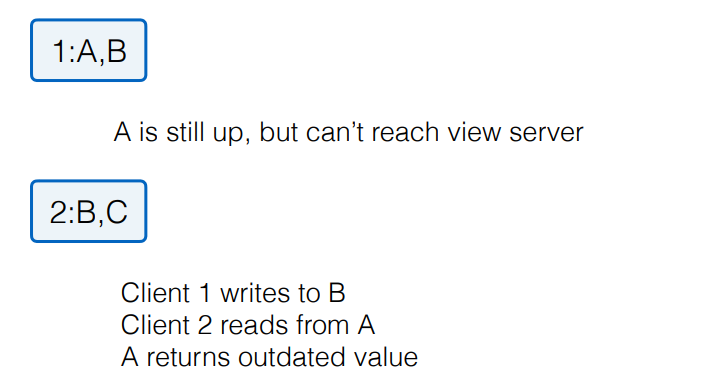 1:A,B
A is still up, but can’t reach view server
2:B,C
Client 1 writes to B
Client 2 reads from A
A returns outdated value